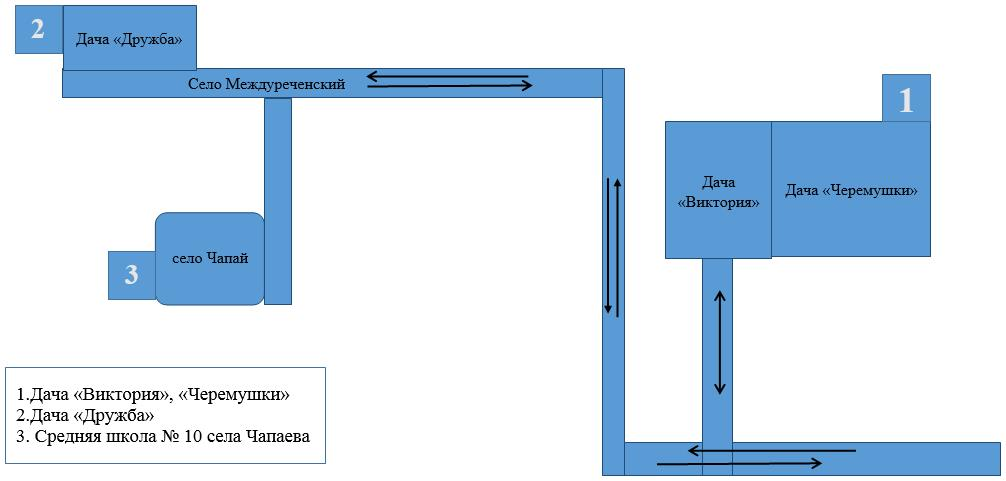 2
Дача «Дружба»
Село Междуреченский
1
Дача
«Виктория»
Дача «Черемушки»
3
село Чапай
1.Дача «Виктория», «Черемушки»
2.Дача «Дружба»
3. Средняя школа № 10 села Чапаева